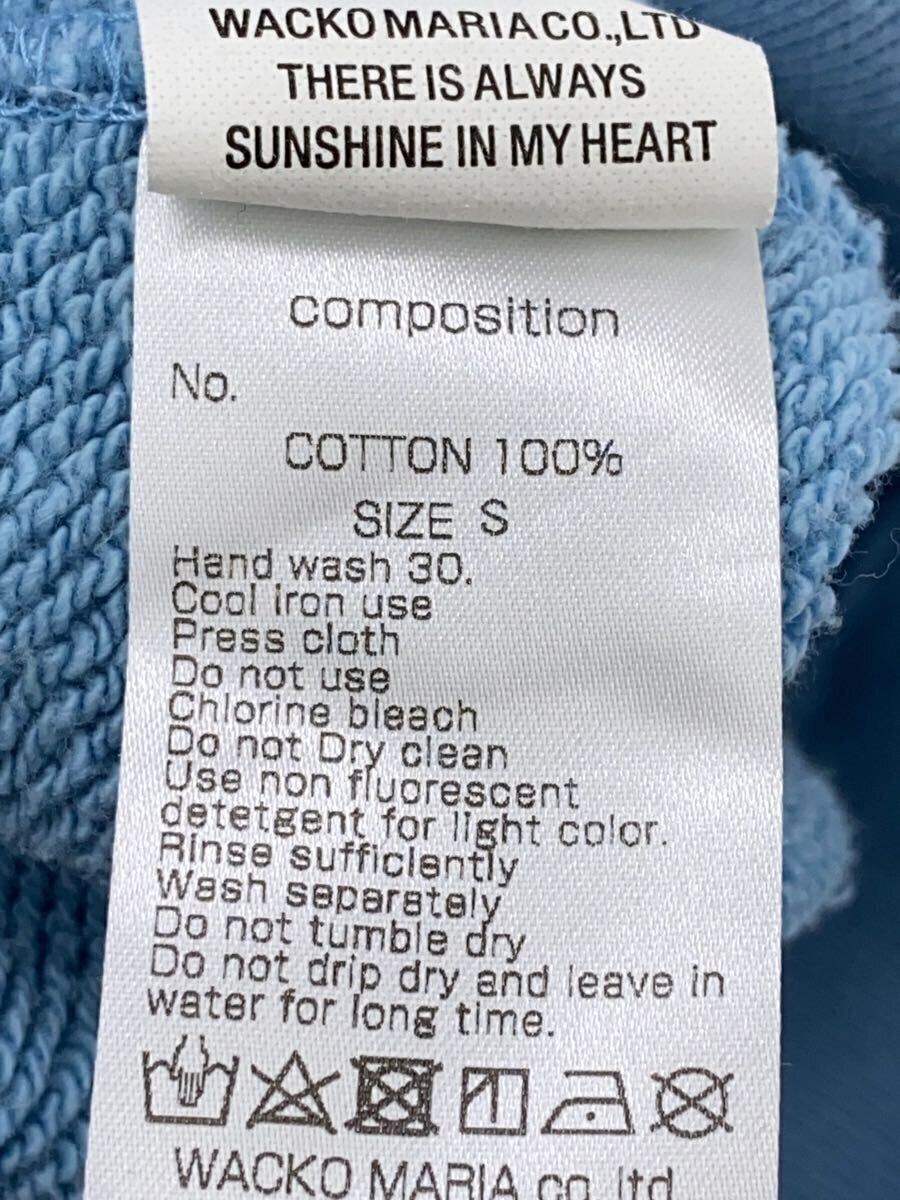 WACKO MARIA CO.,LTD
THERE IS ALWAYS
SUNSHINE IN MY HEART
composition
No.
COTTON 100%
SIZE S
Hand wash 30.
Cool iron use
Press cloth
Do not use
Chlorine bleach
Do not Dry clean
Use non fluorescent
detetgent for light color.
Rinse sufficiently
Wash separately
Do not tumble dry
Do not drip dry and leave in
water for long time.
WACKO MARIA co. ltd